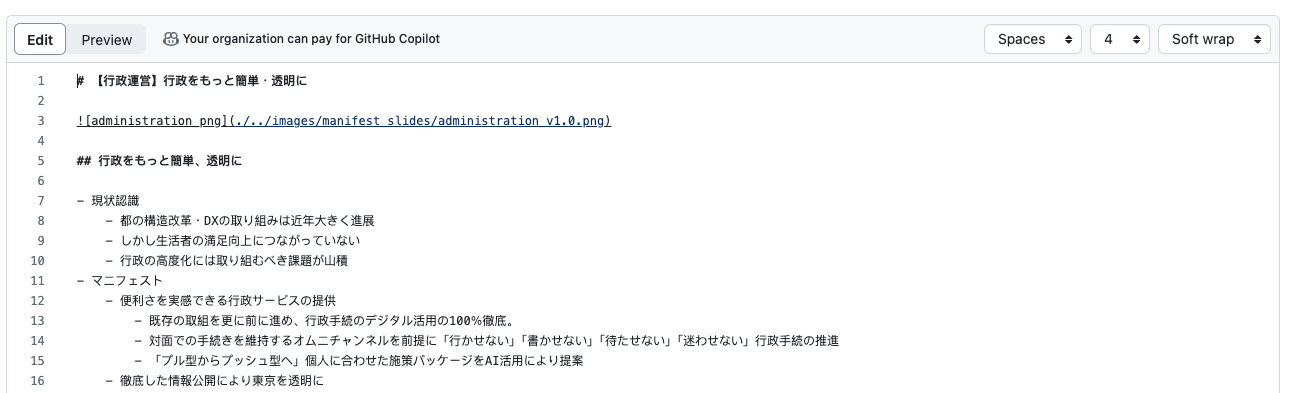 Edit Preview Your organization can pay for GitHub Copilot Spaces 4 Soft wrap
1 # 【行政運営】行政をもっと簡単・透明に
2
3 ![administration_png](./../images/manifest_slides/administration_v1.0.png)
4
5 ## 行政をもっと簡単、透明に
6
7 - 現状認識
8 - 都の構造改革・DXの取り組みは近年大きく進展
9 - しかし生活者の満足向上につながっていない
10 - 行政の高度化には取り組むべき課題が山積
11 - マニフェスト
12 - 便利さを実感できる行政サービスの提供
13 - 既存の取組を更に前に進め、行政手続のデジタル活用の100%徹底。
14 - 対面での手続きを維持するオムニチャンネルを前提に「行かせない」「書かせない」「待たせない」「迷わせない」行政手続の推進
15 - 「プル型からプッシュ型へ」個人に合わせた施策パッケージをAI活用により提案
16 - 徹底した情報公開により東京を透明に